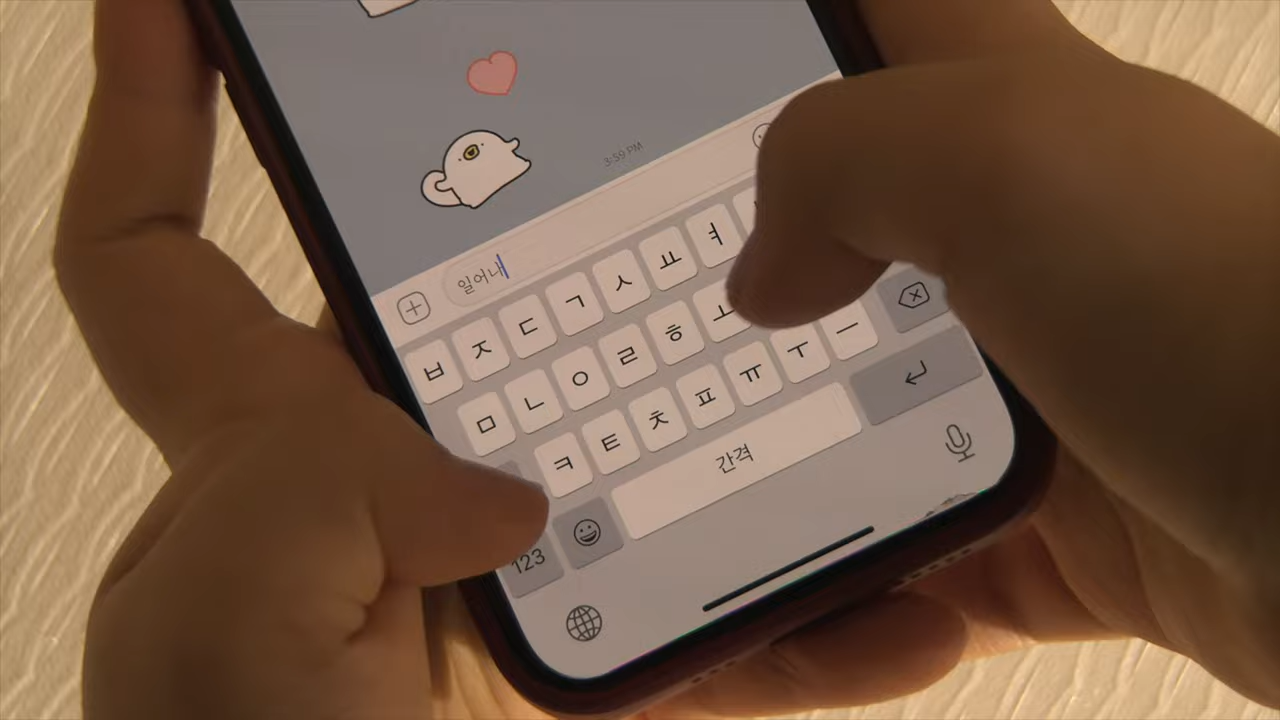 3:59 PM
일어나
ㅂ ㅈ ㄷ ㄱ ㅅ ㅛ ㅕ
ㅁ ㄴ ㅇ ㄹ ㅎ ㅗ
ㅋ ㅌ ㅊ ㅍ ㅠ ㅜ ㅡ
123 간격